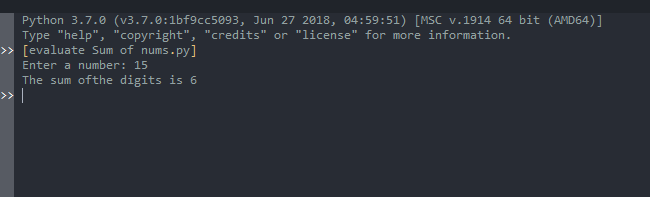 Python 3.7.0 (v3.7.0:1bf9cc5093, Jun 27 2018, 04:59:51) [MSC v.1914 64 bit (AMD64)]
Type "help", "copyright", "credits" or "license" for more information.
>> [evaluate Sum of nums.py]
Enter a number: 15
The sum ofthe digits is 6
>>